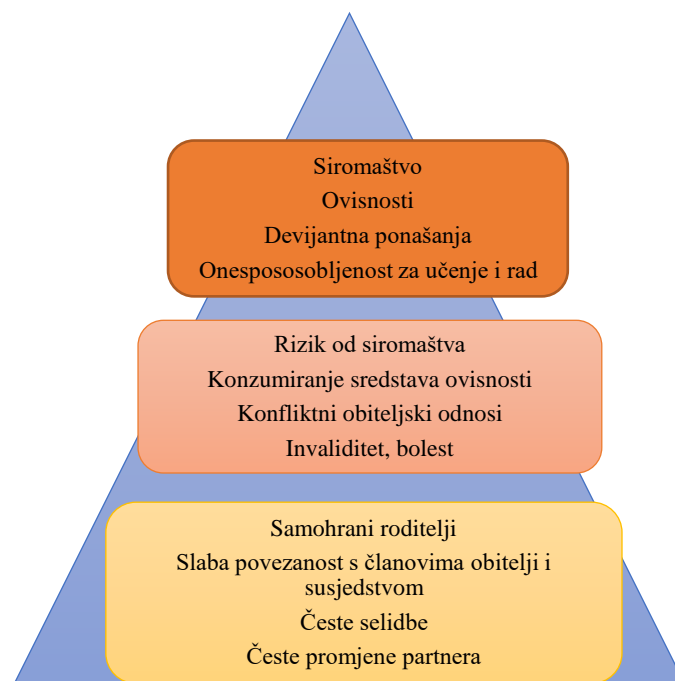 Siromaštvo
Ovisnosti
Devijantna ponašanja
Onespososobljenost za učenje i rad
Rizik od siromaštva
Konzumiranje sredstava ovisnosti
Konfliktni obiteljski odnosi
Invaliditet, bolest
Samohrani roditelji
Slaba povezanost s članovima obitelji i
susjedstvom
Česte selidbe
Česte promjene partnera